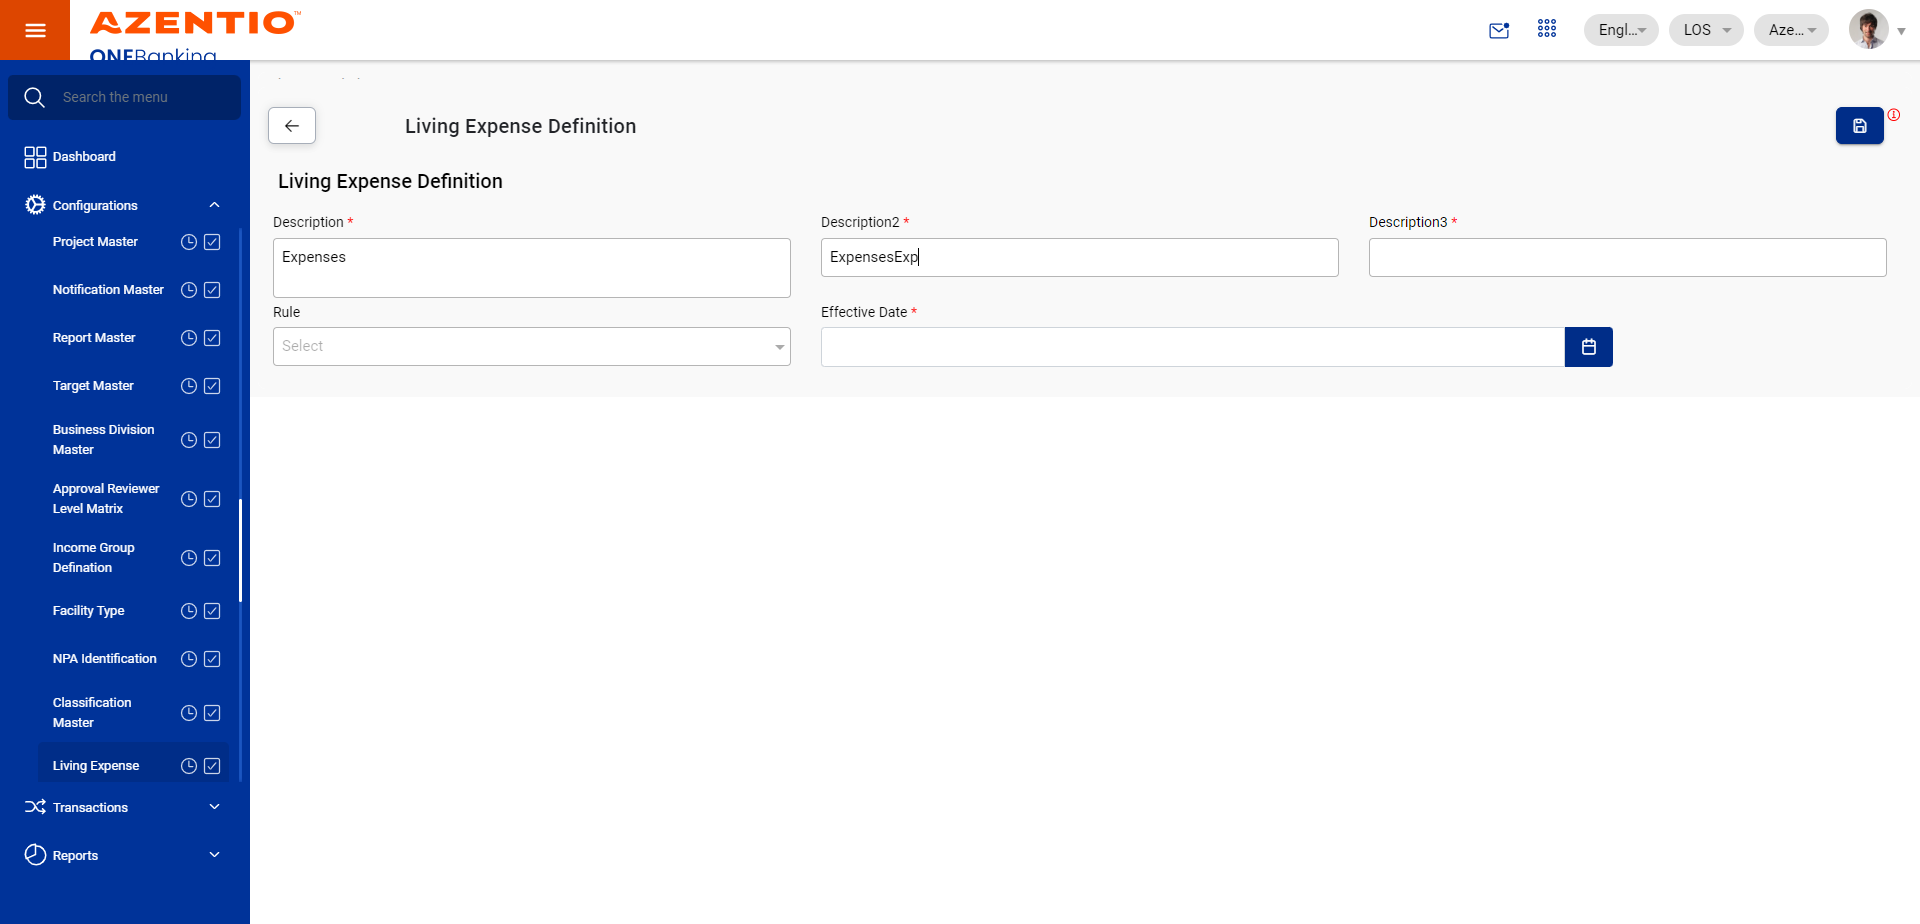 AZENTIO™
ONEBanking
Engl...
LOS
Aze...
Search the menu
Dashboard
Configurations
Project Master
Notification Master
Report Master
Target Master
Business Division
Master
Approval Reviewer
Level Matrix
Income Group
Defination
Facility Type
NPA Identification
Classification
Master
Living Expense
Transactions
Reports
Living Expense Definition
Living Expense Definition
Description *
Description2 *
Description3 *
Expenses
ExpensesExp
Rule
Effective Date *
Select